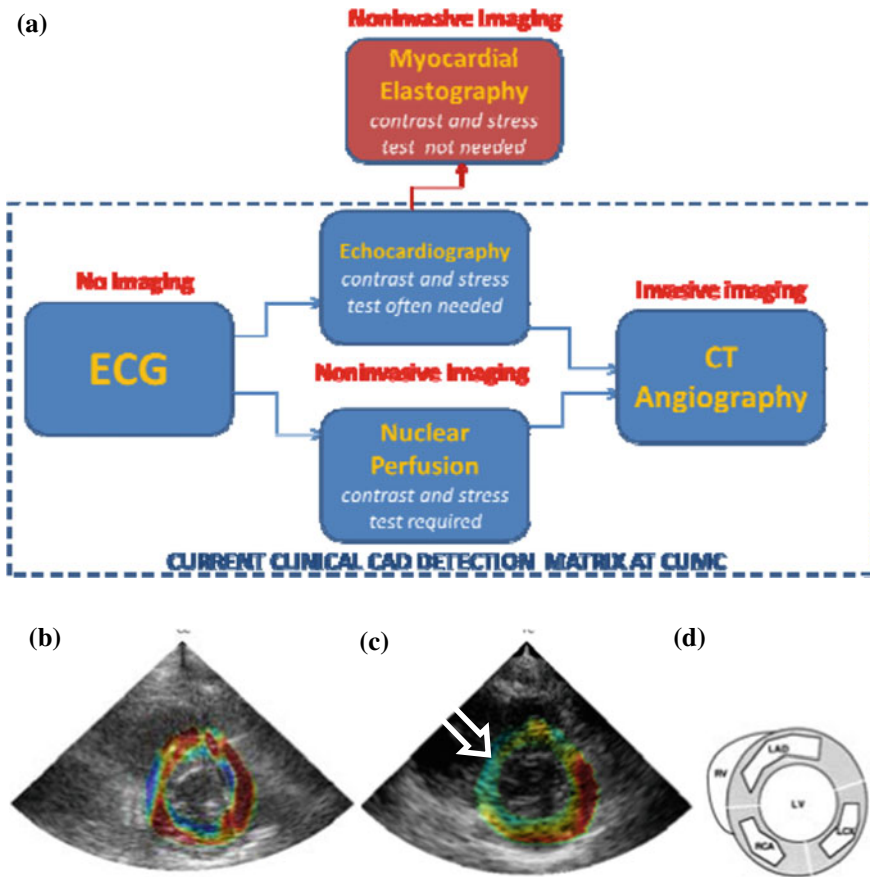 (a)
Noninvasive Imaging
Myocardial
Elastography
contrast and stress
test not needed
Echocardiography
contrast and stress
test often needed
No Imaging
ECG
Invasive imaging
CT
Angiography
Noninvasive Imaging
Nuclear
Perfusion
contrast and stress
test required
CURRENT CLINICAL CAD DETECTION MATRIX AT CUMC
(b)
(c)
(d)
LAD
RV
LV
LCX
RCA